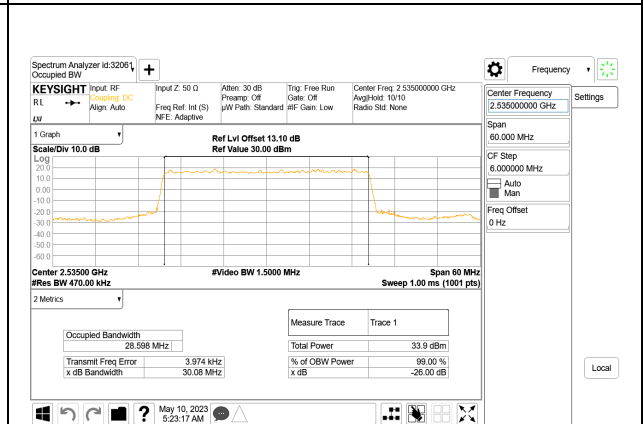 Spectrum Analyzer id:32061
Occupied BW
Frequency
KEYSIGHT
RL
LXI
Input: RF
Coupling: DC
Align: Auto
Input Z: 50 Ω
Freq Ref: Int (S)
NFE: Adaptive
Atten: 30 dB
Preamp: Off
µW Path: Standard
Trig: Free Run
Gate: Off
#IF Gain: Low
Center Freq: 2.535000000 GHz
Avg|Hold: 10/10
Radio Std: None
Center Frequency
2.535000000 GHz
Settings
Span
60.000 MHz
CF Step
6.000000 MHz
Auto
Man
Freq Offset
0 Hz
Local
1 Graph
Scale/Div 10.0 dB
Ref Lvl Offset 13.10 dB
Ref Value 30.00 dBm
Log
20.0
10.0
0.00
-10.0
-20.0
-30.0
-40.0
-50.0
-60.0
Center 2.53500 GHz
#Video BW 1.5000 MHz
Span 60 MHz
#Res BW 470.00 kHz
Sweep 1.00 ms (1001 pts)
2 Metrics
Occupied Bandwidth
28.598 MHz
Transmit Freq Error 3.974 kHz
x dB Bandwidth 30.08 MHz
Measure Trace Trace 1
Total Power 33.9 dBm
% of OBW Power 99.00 %
x dB -26.00 dB
May 10, 2023
5:23:17 AM